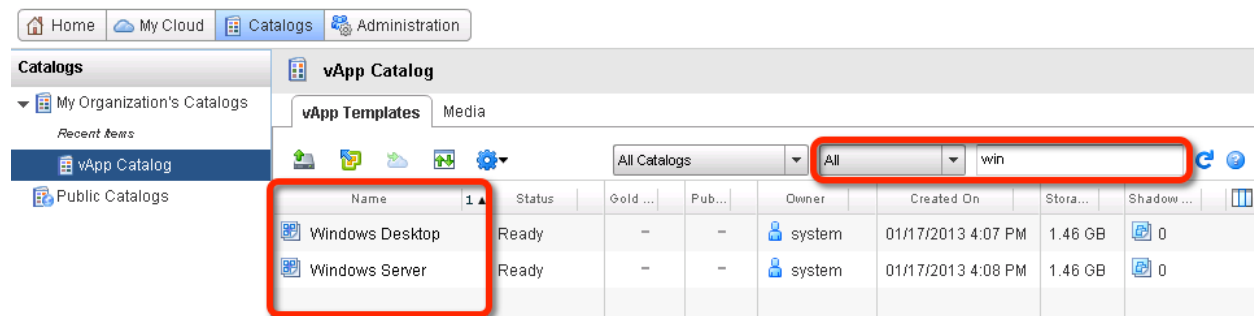 Home My Cloud Catalogs Administration
Catalogs
My Organization's Catalogs
Recent Items
vApp Catalog
Public Catalogs
vApp Catalog
vApp Templates Media
All Catalogs All win
Name 1 Status Gold ... Pub... Owner Created On Stora... Shadow ...
Windows Desktop Ready - - system 01/17/2013 4:07 PM 1.46 GB 0
Windows Server Ready - - system 01/17/2013 4:08 PM 1.46 GB 0